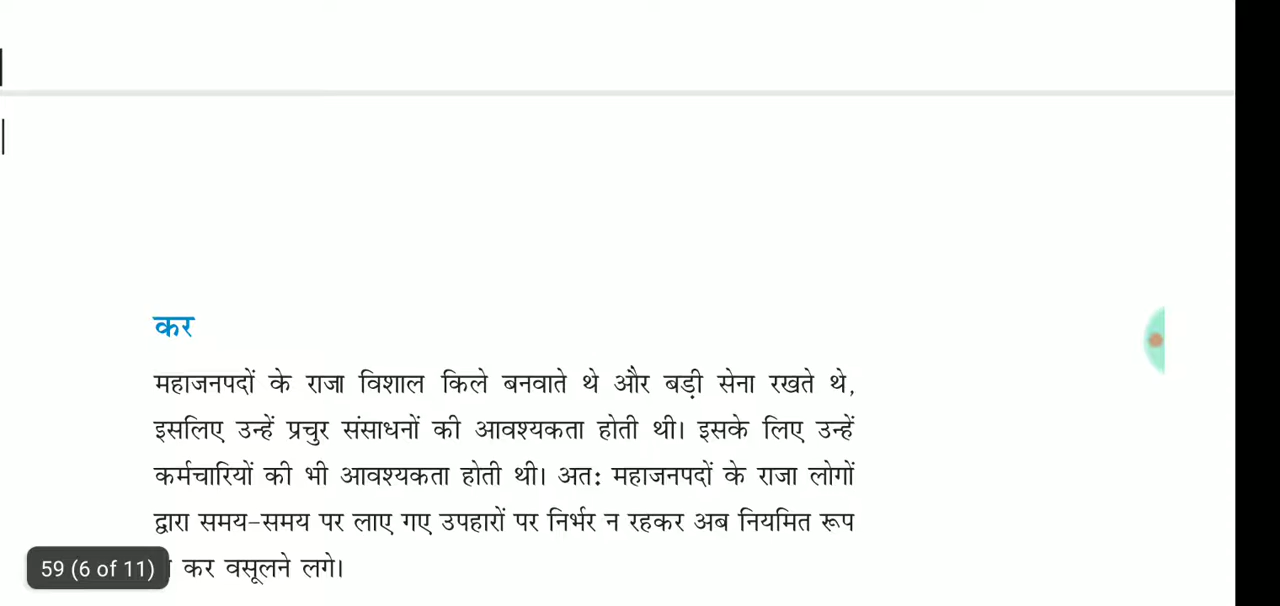 कर
महाजनपदों के राजा विशाल किले बनवाते थे और बड़ी सेना रखते थे,
इसलिए उन्हें प्रचुर संसाधनों की आवश्यकता होती थी। इसके लिए उन्हें
कर्मचारियों की भी आवश्यकता होती थी। अत: महाजनपदों के राजा लोगों
द्वारा समय-समय पर लाए गए उपहारों पर निर्भर न रहकर अब नियमित रूप
कर वसूलने लगे।
59 (6 of 11)